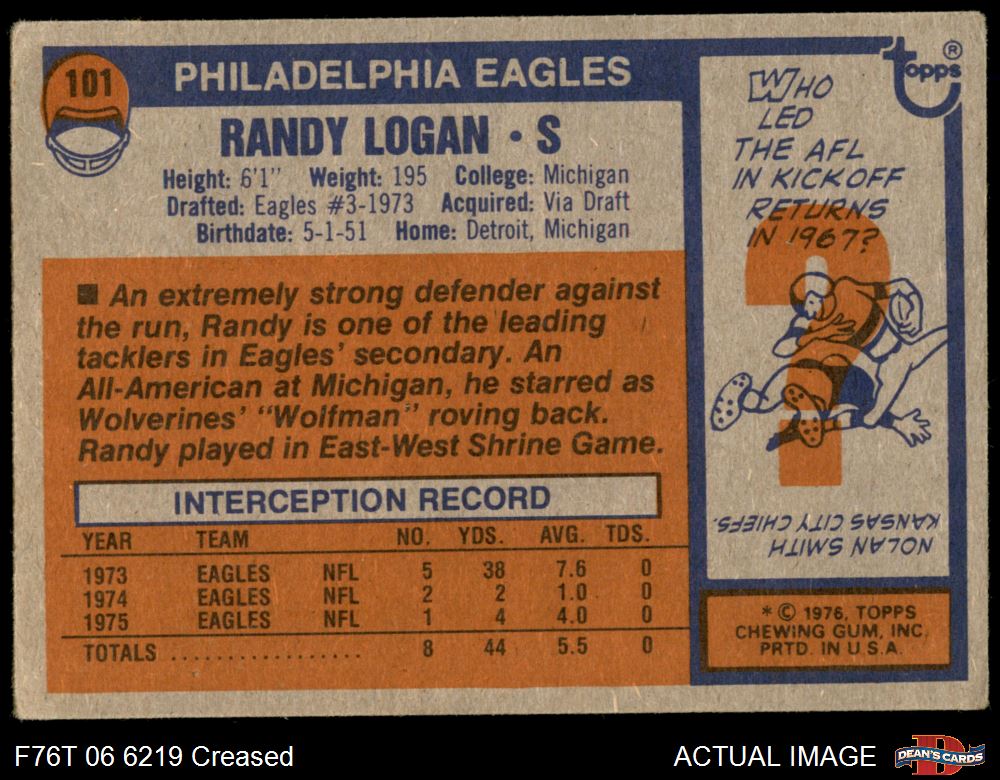 101
PHILADELPHIA EAGLES
RANDY LOGAN • S
Height: 6'1" Weight: 195 College: Michigan
Drafted: Eagles #3-1973 Acquired: Via Draft
Birthdate: 5-1-51 Home: Detroit, Michigan
■ An extremely strong defender against
the run, Randy is one of the leading
tacklers in Eagles' secondary. An
All-American at Michigan, he starred as
Wolverines' "Wolfman" roving back.
Randy played in East-West Shrine Game.
INTERCEPTION RECORD
YEAR TEAM NO. YDS. AVG. TDS.
1973 EAGLES NFL 5 38 7.6 0
1974 EAGLES NFL 2 2 1.0 0
1975 EAGLES NFL 1 4 4.0 0
TOTALS .................. 8 44 5.5 0
topps ®
WHO
LED
THE AFL
IN KICKOFF
RETURNS
IN 1967?
?
NOLAN SMITH
KANSAS CITY CHIEFS.
* © 1976, TOPPS
CHEWING GUM, INC.
PRTD. IN U.S.A.
F76T 06 6219 Creased
ACTUAL IMAGE
DEAN'S CARDS